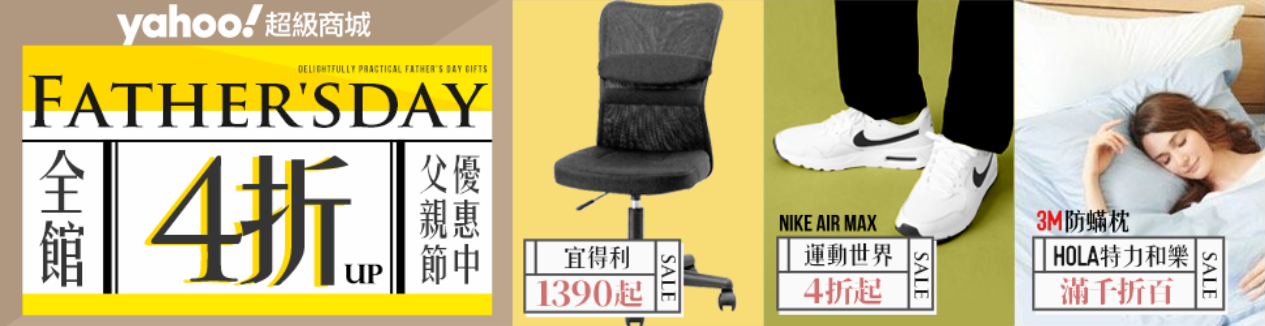 yahoo!超級商城
DELIGHTFULLY PRACTICAL FATHER'S DAY GIFTS
FATHER'SDAY
全館
4折UP
父親節
優惠中
宜得利
1390起
SALE
NIKE AIR MAX
運動世界
4折起
SALE
3M防蟎枕
HOLA特力和樂
滿千折百
SALE